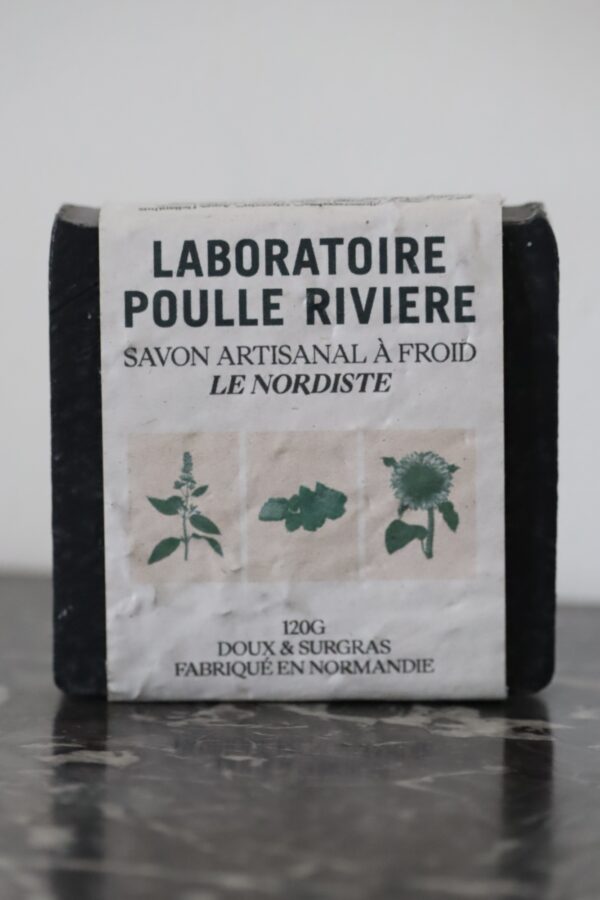 LABORATOIRE
POULLE RIVIERE
SAVON ARTISANAL À FROID
LE NORDISTE
120G
DOUX & SURGRAS
FABRIQUÉ EN NORMANDIE